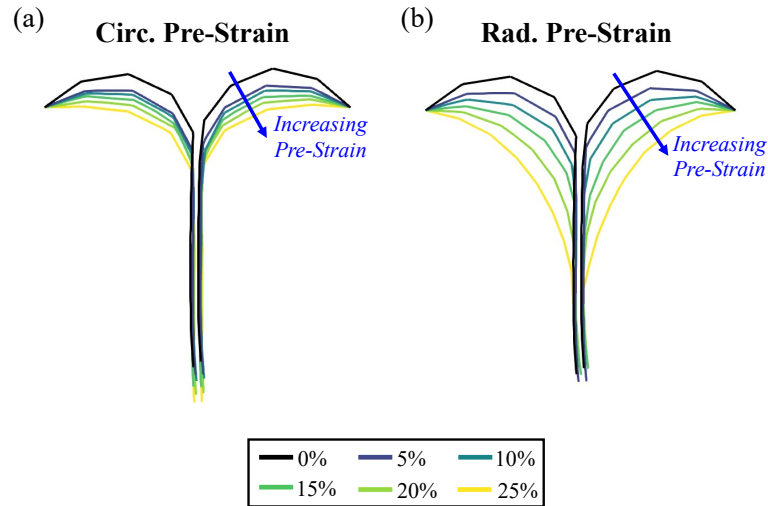 (a)
Circ. Pre-Strain
Increasing
Pre-Strain
(b)
Rad. Pre-Strain
Increasing
Pre-Strain
0% 5% 10%
15% 20% 25%